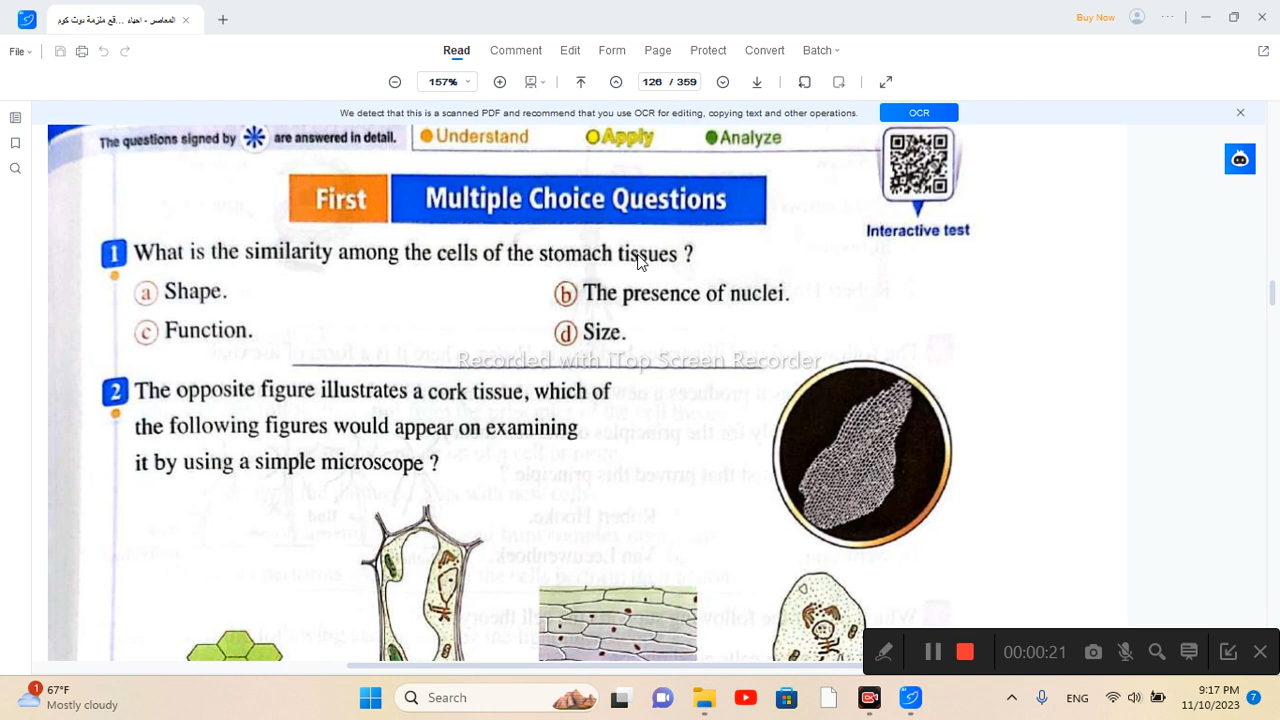 المعاصر - احياء ...قع ملزمة دوت كوم
Buy Now
File
Read Comment Edit Form Page Protect Convert Batch
157% 126 / 359
We detect that this is a scanned PDF and recommend that you use OCR for editing, copying text and other operations. OCR
The questions signed by are answered in detail. Understand Apply Analyze
First Multiple Choice Questions
Interactive test
1 What is the similarity among the cells of the stomach tissues ?
a Shape. b The presence of nuclei.
c Function. d Size.
Recorded with iTop Screen Recorder
2 The opposite figure illustrates a cork tissue, which of
the following figures would appear on examining
it by using a simple microscope ?
00:00:21
1 67°F
Mostly cloudy
Search
ENG
9:17 PM
11/10/2023
7